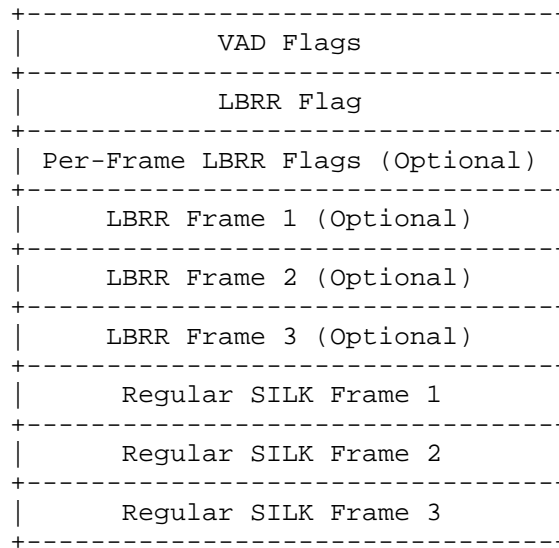 VAD Flags
LBRR Flag
Per-Frame LBRR Flags (Optional)
LBRR Frame 1 (Optional)
LBRR Frame 2 (Optional)
LBRR Frame 3 (Optional)
Regular SILK Frame 1
Regular SILK Frame 2
Regular SILK Frame 3